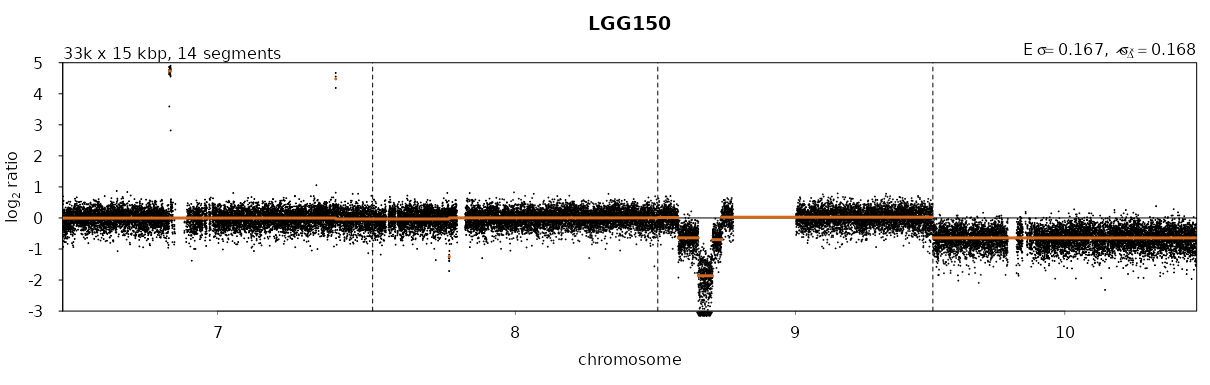 LGG150
33k x 15 kbp, 14 segments
E σ = 0.167, σ̂Δ = 0.168
5
4
3
2
1
0
-1
-2
-3
log2 ratio
7 8 9 10
chromosome